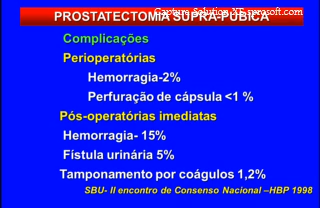 PROSTATECTOMIA SUPRA-PÚBICA
Complicações
Perioperatórias
Hemorragia-2%
Perfuração de cápsula <1 %
Pós-operatórias imediatas
Hemorragia- 15%
Fístula urinária 5%
Tamponamento por coágulos 1,2%
SBU- II encontro de Consenso Nacional –HBP 1998